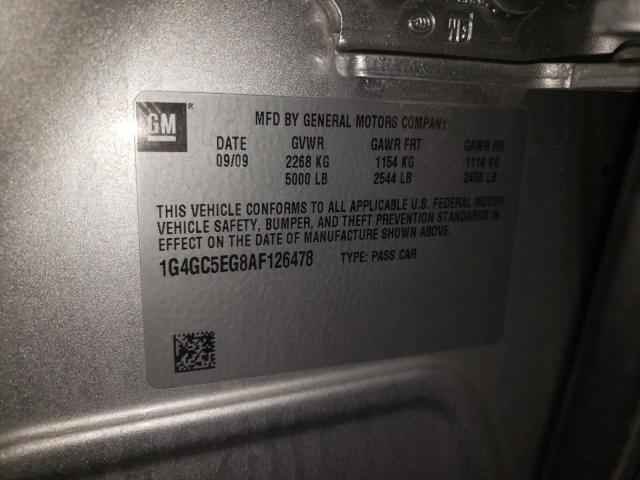 GM
MFD BY GENERAL MOTORS COMPANY
DATE GVWR GAWR FRT GAWR RR
09/09 2268 KG 1154 KG 1114 KG
5000 LB 2544 LB 2456 LB
THIS VEHICLE CONFORMS TO ALL APPLICABLE U.S. FEDERAL MOTOR
VEHICLE SAFETY, BUMPER, AND THEFT PREVENTION STANDARDS IN
EFFECT ON THE DATE OF MANUFACTURE SHOWN ABOVE.
1G4GC5EG8AF126478 TYPE: PASS CAR